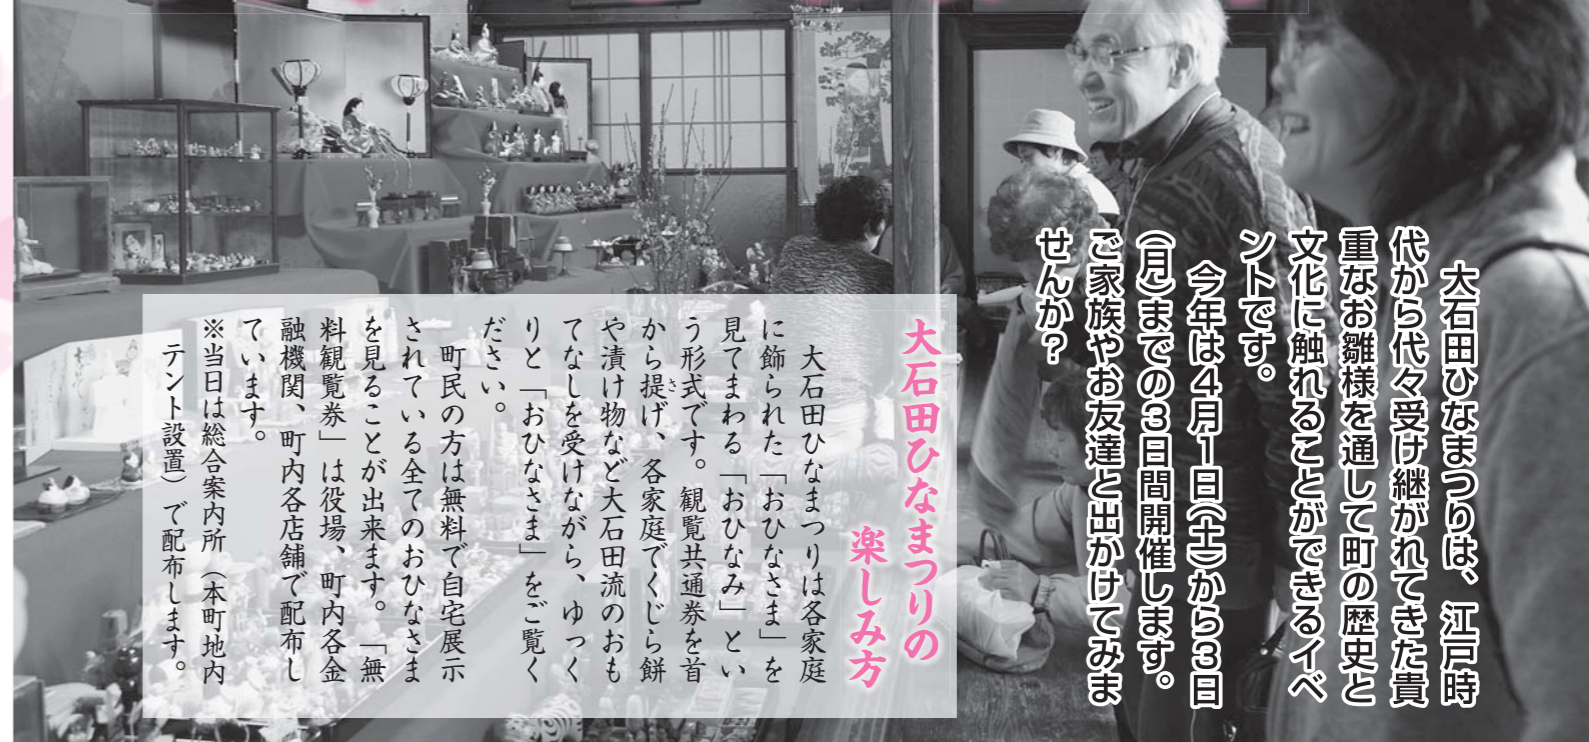 大石田ひなまつりは、江戸時
代から代々受け継がれてきた貴
重なお雛様を通して町の歴史と
文化に触れることができるイベ
ントです。
今年は４月１日（土）から３日
（月）までの３日間開催します。
ご家族やお友達と出かけてみま
せんか？
大石田ひなまつりの
楽しみ方
大石田ひなまつりは各家庭
に飾られた「おひなさま」を
見てまわる「おひなみ」とい
う形式です。観覧共通券を首
から提げ、各家庭でくじら餅
や漬け物など大石田流のおも
てなしを受けながら、ゆっく
りと「おひなさま」をご覧く
ださい。
町民の方は無料で自宅展示
されている全てのおひなさま
を見ることが出来ます。「無
料観覧券」は役場、町内各金
融機関、町内各店舗で配布し
ています。
※当日は総合案内所（本町地内
テント設置）で配布します。